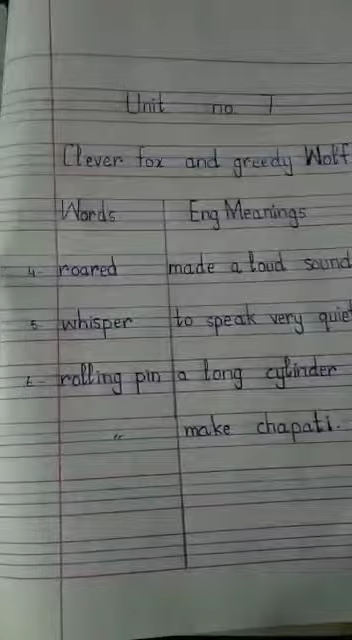 Unit no 7
Clever fox and greedy Wolf
Words Eng Meanings
4- roared made a loud sound
5- whisper to speak very quiet
6- rolling pin a long cylinder
" make chapati.